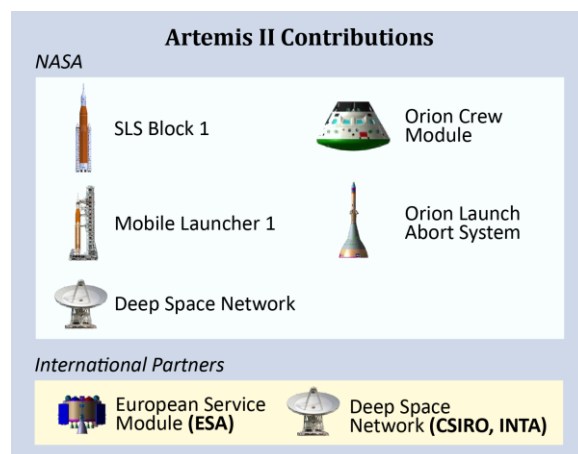 Artemis II Contributions
NASA
SLS Block 1
Orion Crew
Module
Mobile Launcher 1
Orion Launch
Abort System
Deep Space Network
International Partners
European Service
Module (ESA)
Deep Space
Network (CSIRO, INTA)